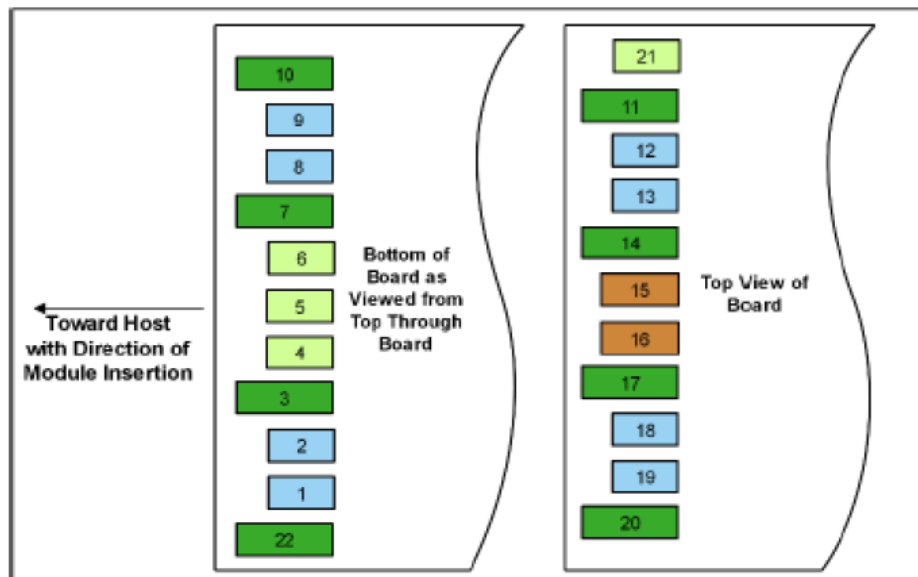 10
9
8
7
6
5
4
3
2
1
22
Bottom of
Board as
Viewed from
Top Through
Board
Toward Host
with Direction of
Module Insertion
21
11
12
13
14
15
16
17
18
19
20
Top View of
Board